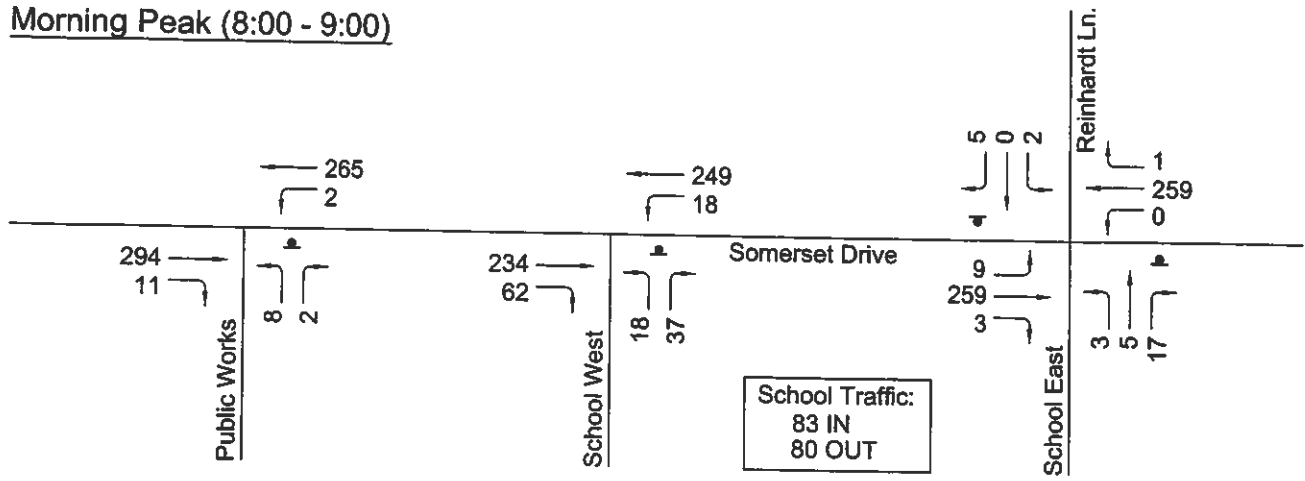 Morning Peak (8:00 - 9:00)
Reinhardt Ln.
5 0 2
1
259
0
265
2
249
18
294
11
8 2
234
62
18 37
Somerset Drive
9
259
3
3 5 17
Public Works
School West
School East
School Traffic:
83 IN
80 OUT